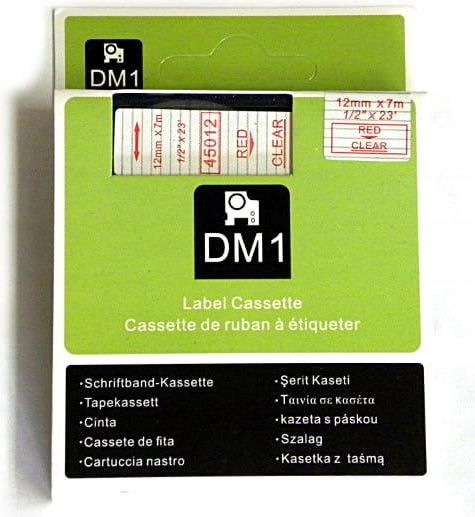 DM1
12mm x 7m
1/2" x 23'
45012
RED
CLEAR
12mm x 7m
1/2" x 23'
RED
CLEAR
DM1
Label Cassette
Cassette de ruban à étiqueter
·Schriftband-Kassette
·Tapekassett
·Cinta
·Cassete de fita
·Cartuccia nastro
·Şerit Kaseti
·Ταινία σε κασέτα
·kazeta s páskou
·Szalag
·Kasetka z taśmą